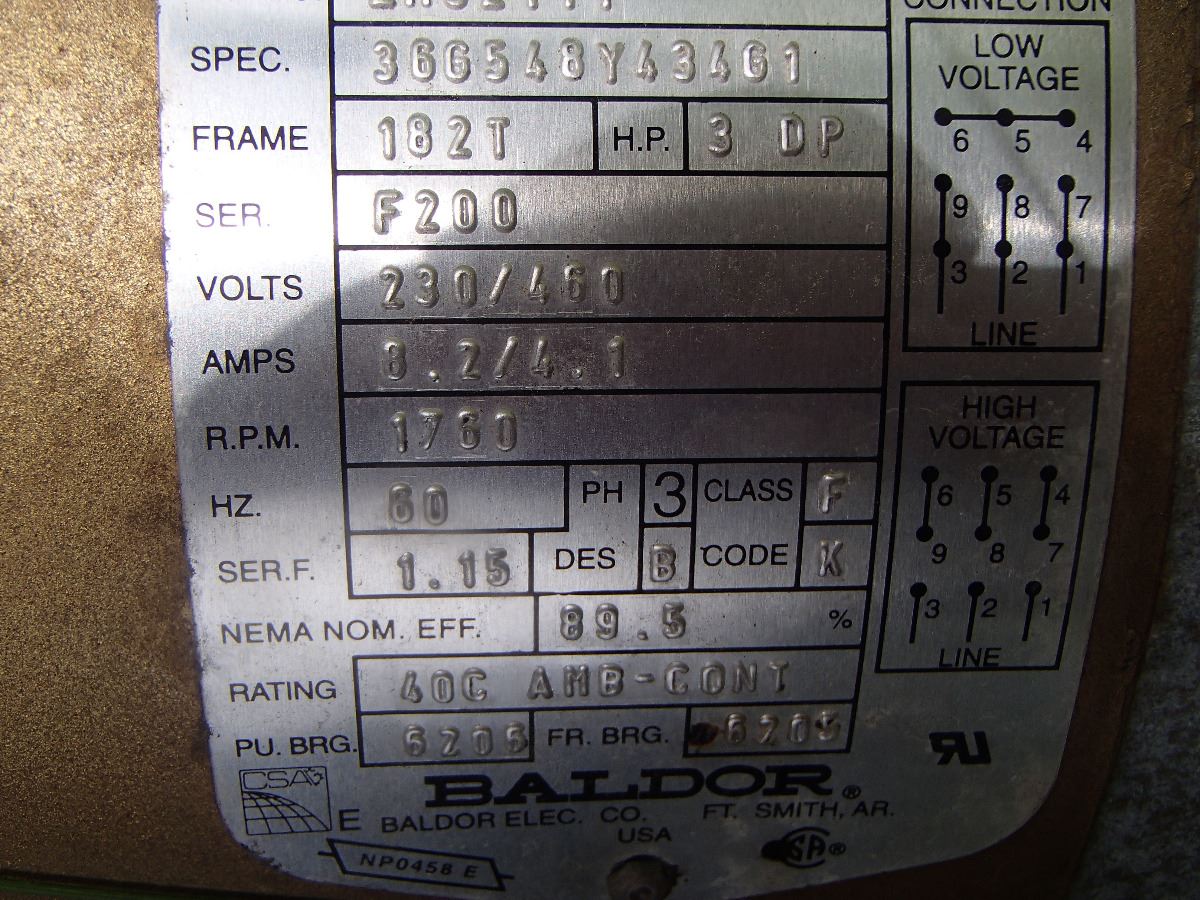 CONNECTION
SPEC. 36G548Y434G1
FRAME 182T H.P. 3 DP
SER. F200
VOLTS 230/460
AMPS 8.2/4.1
R.P.M. 1760
HZ. 60 PH 3 CLASS F
SER.F. 1.15 DES B CODE K
NEMA NOM. EFF. 89.5 %
RATING 40C AMB-CONT
PU. BRG. 6206 FR. BRG. 6205
CSA
E
BALDOR®
BALDOR ELEC. CO. FT. SMITH, AR.
USA
NP0458 E
SA®
LOW
VOLTAGE
6 5 4
9 8 7
3 2 1
LINE
HIGH
VOLTAGE
6 5 4
9 8 7
3 2 1
LINE